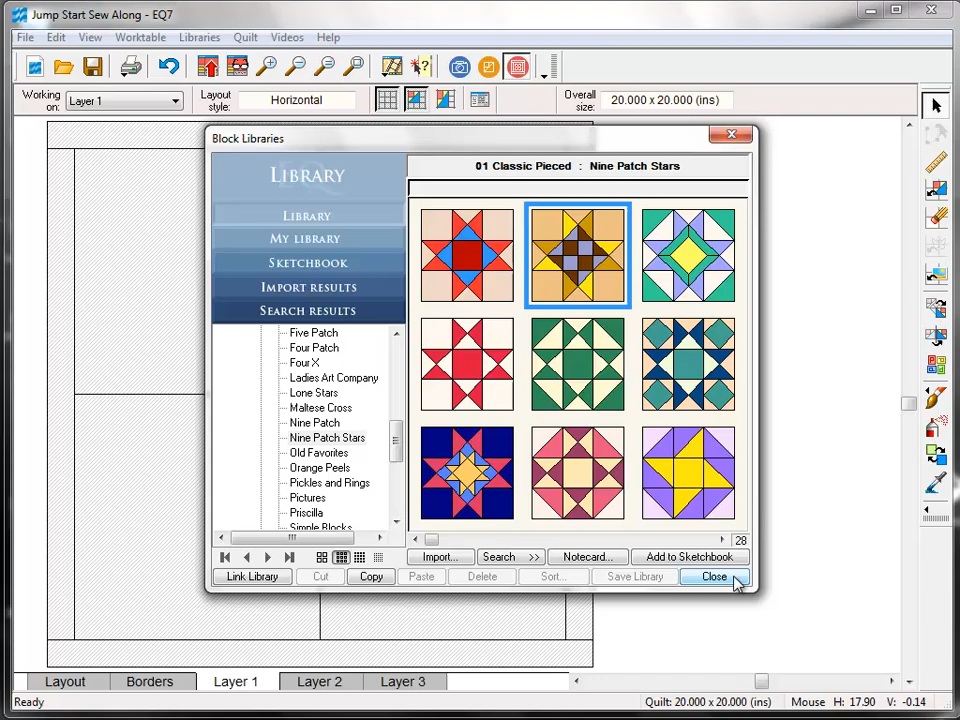 Jump Start Sew Along - EQ7
File Edit View Worktable Libraries Quilt Videos Help
Working on: Layer 1 Layout style: Horizontal Overall size: 20.000 x 20.000 (ins)
Block Libraries
LIBRARY
01 Classic Pieced : Nine Patch Stars
LIBRARY
MY LIBRARY
SKETCHBOOK
IMPORT RESULTS
SEARCH RESULTS
Five Patch
Four Patch
Four X
Ladies Art Company
Lone Stars
Maltese Cross
Nine Patch
Nine Patch Stars
Old Favorites
Orange Peels
Pickles and Rings
Pictures
Priscilla
Simple Blocks
28
Import... Search >> Notecard... Add to Sketchbook
Link Library Cut Copy Paste Delete Sort... Save Library Close
Layout Borders Layer 1 Layer 2 Layer 3
Ready Quilt: 20.000 x 20.000 (ins) Mouse H: 17.90 V: -0.14